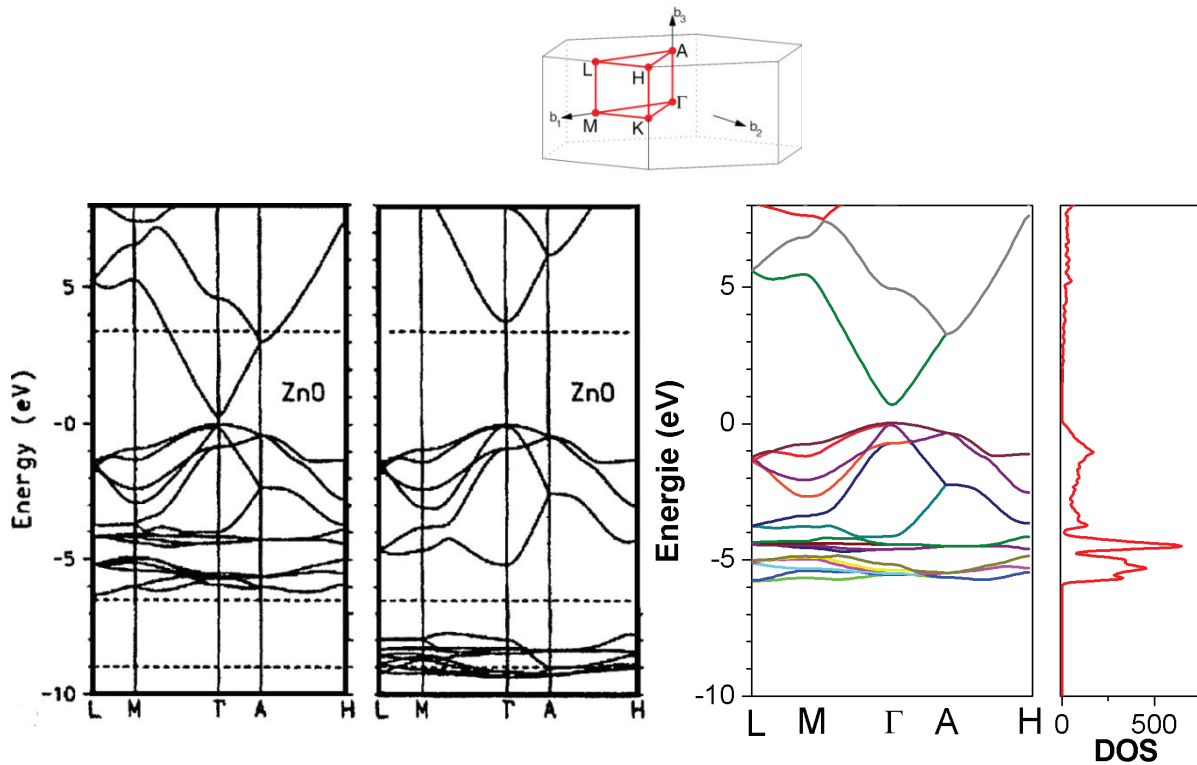 b₃
A
L
H
Γ
b₁
M
K
b₂
Energy (eV)
5
-0
-5
-10
ZnO
L M Γ A H
ZnO
L M Γ A H
Energie (eV)
5
0
-5
-10
L M Γ A H
0 500
DOS